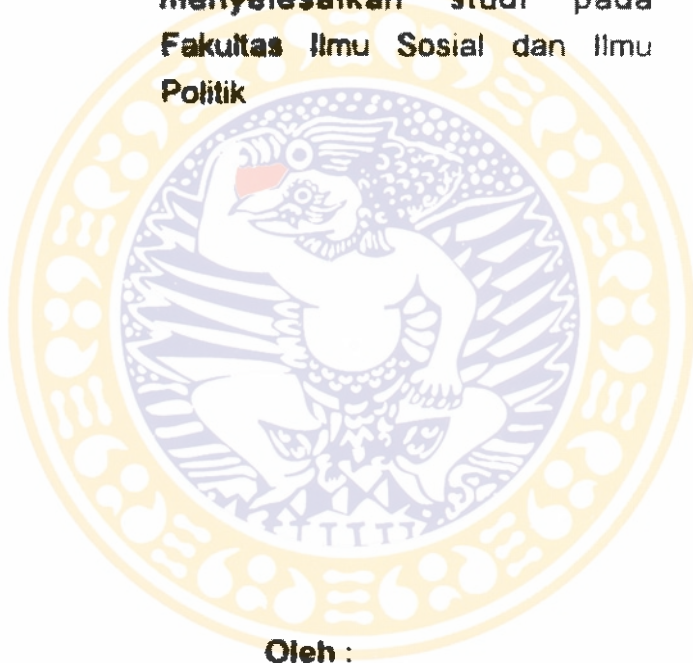 menyelesaikan studi pada
Fakultas Ilmu Sosial dan Ilmu
Politik
Oleh :